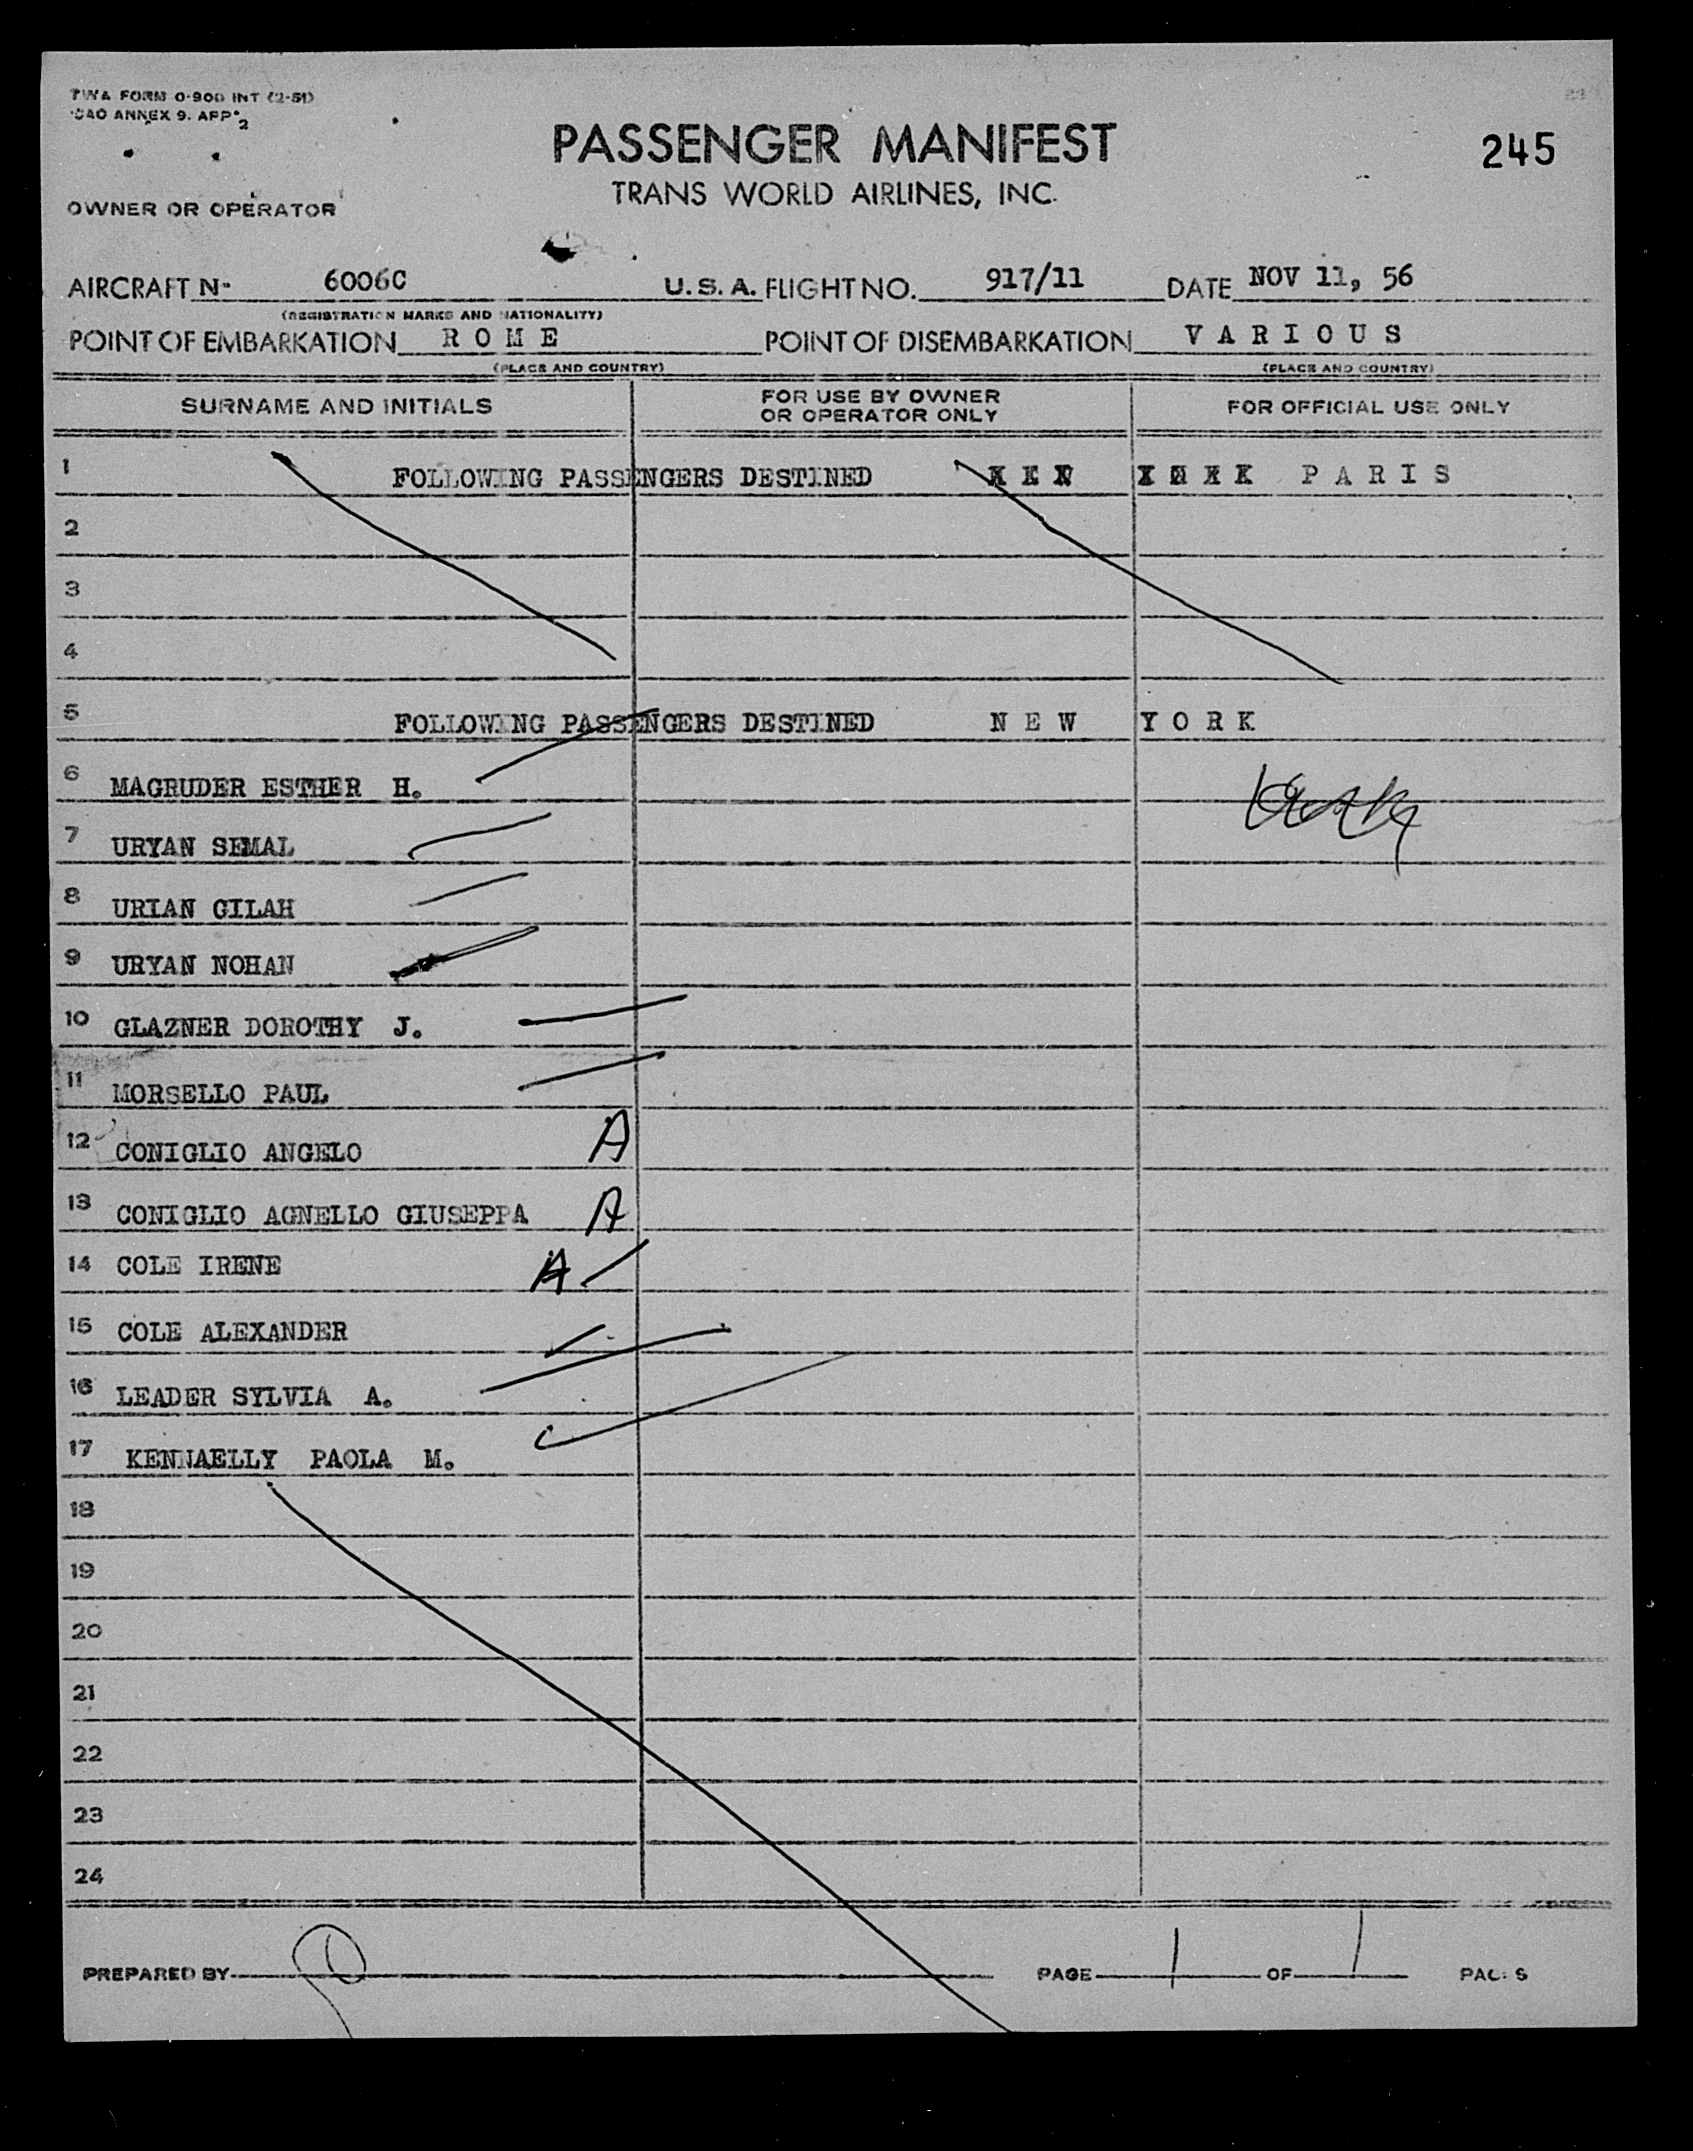 TWA FORM O-900 INT (2-51)
ICAO ANNEX 9. APP. 2
PASSENGER MANIFEST
245
TRANS WORLD AIRLINES, INC.
OWNER OR OPERATOR
AIRCRAFT N- 6006C U.S.A. FLIGHT NO. 917/11 DATE NOV 11, 56
(REGISTRATION MARKS AND NATIONALITY)
POINT OF EMBARKATION R O M E POINT OF DISEMBARKATION V A R I O U S
(PLACE AND COUNTRY) (PLACE AND COUNTRY)
SURNAME AND INITIALS FOR USE BY OWNER OR OPERATOR ONLY FOR OFFICIAL USE ONLY
1 FOLLOWING PASSENGERS DESTINED P A R I S
2
3
4
5 FOLLOWING PASSENGERS DESTINED N E W Y O R K
6 MAGRUDER ESTHER H.
7 URYAN SEMAL
8 URIAN GILAH
9 URYAN NOHAN
10 GLAZNER DOROTHY J.
11 MORSELLO PAUL
12 CONIGLIO ANGELO A
13 CONIGLIO AGNELLO GIUSEPPA A
14 COLE IRENE A
15 COLE ALEXANDER
16 LEADER SYLVIA A.
17 KENNAELLY PAOLA M.
18
19
20
21
22
23
24
PREPARED BY PAGE 1 OF 1 PAGES